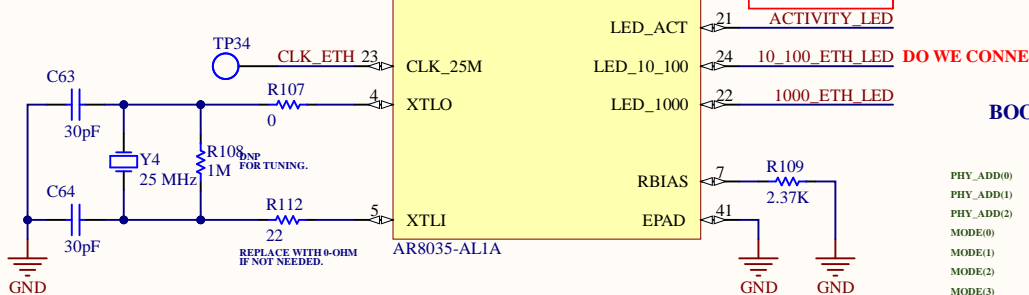 21 ACTIVITY_LED
LED_ACT
TP34
CLK_ETH 23 CLK_25M
LED_10_100 24 10_100_ETH_LED DO WE CONNE
C63
30pF
R107
0
4 XTLO
LED_1000 22 1000_ETH_LED
BOO
Y4
25 MHz
R108
1M
DNP
FOR TUNING.
C64
30pF
R112
22
5 XTLI
REPLACE WITH 0-OHM
IF NOT NEEDED.
RBIAS 7
R109
2.37K
EPAD 41
AR8035-AL1A
GND
GND
GND
PHY_ADD(0)
PHY_ADD(1)
PHY_ADD(2)
MODE(0)
MODE(1)
MODE(2)
MODE(3)